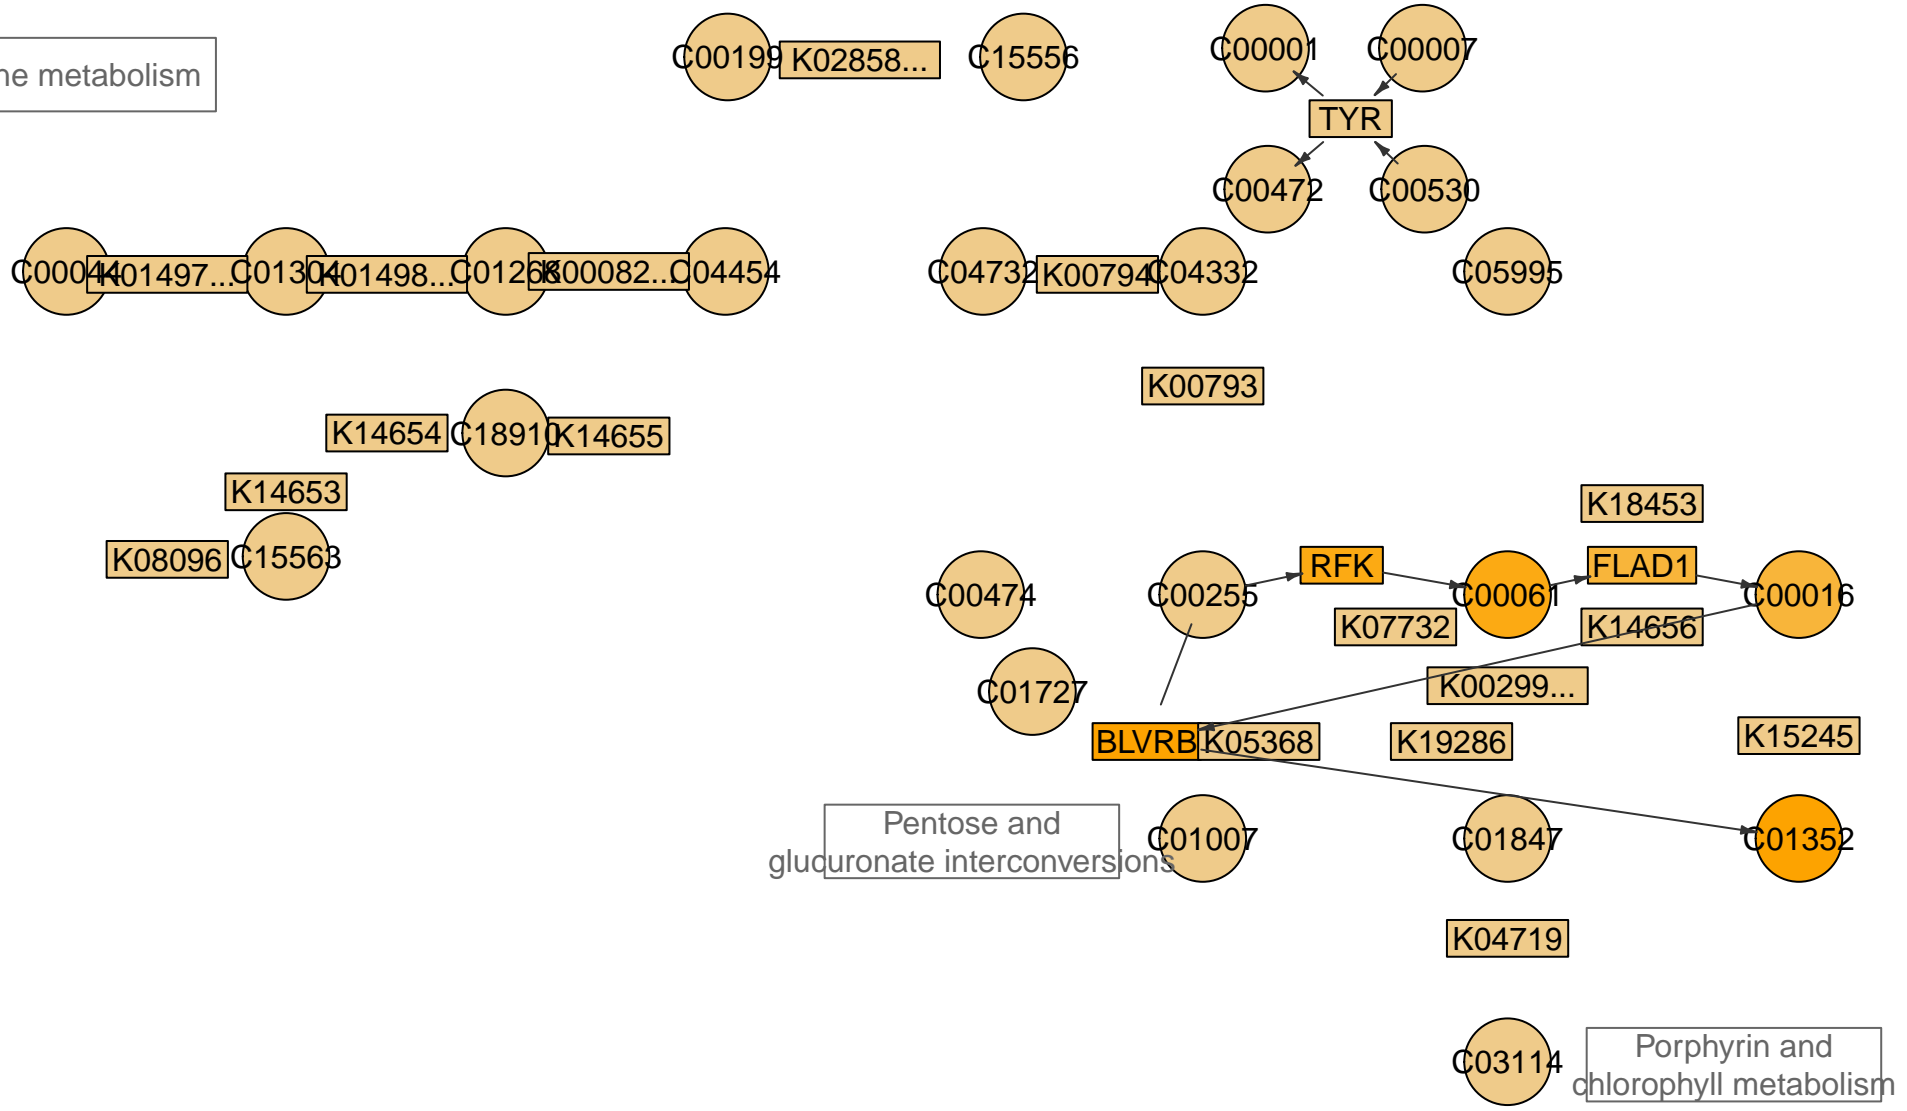 C00199 K02858... C15556 C00001 C00007
ne metabolism
TYR
C00472 C00530
C00044 K01497... C01304 K01498... C01268 K00082... C04454 C04732 K00794 C04332 C05995
K00793
K14654 C18910 K14655
K14653
K18453
K08096 C15563
RFK FLAD1
C00474 C00255 C00061 C00016
K07732 K14656
C01727 K00299...
BLVRB K05368 K19286 K15245
Pentose and
glucuronate interconversions
C01007 C01847 C01352
K04719
C03114
Porphyrin and
chlorophyll metabolism